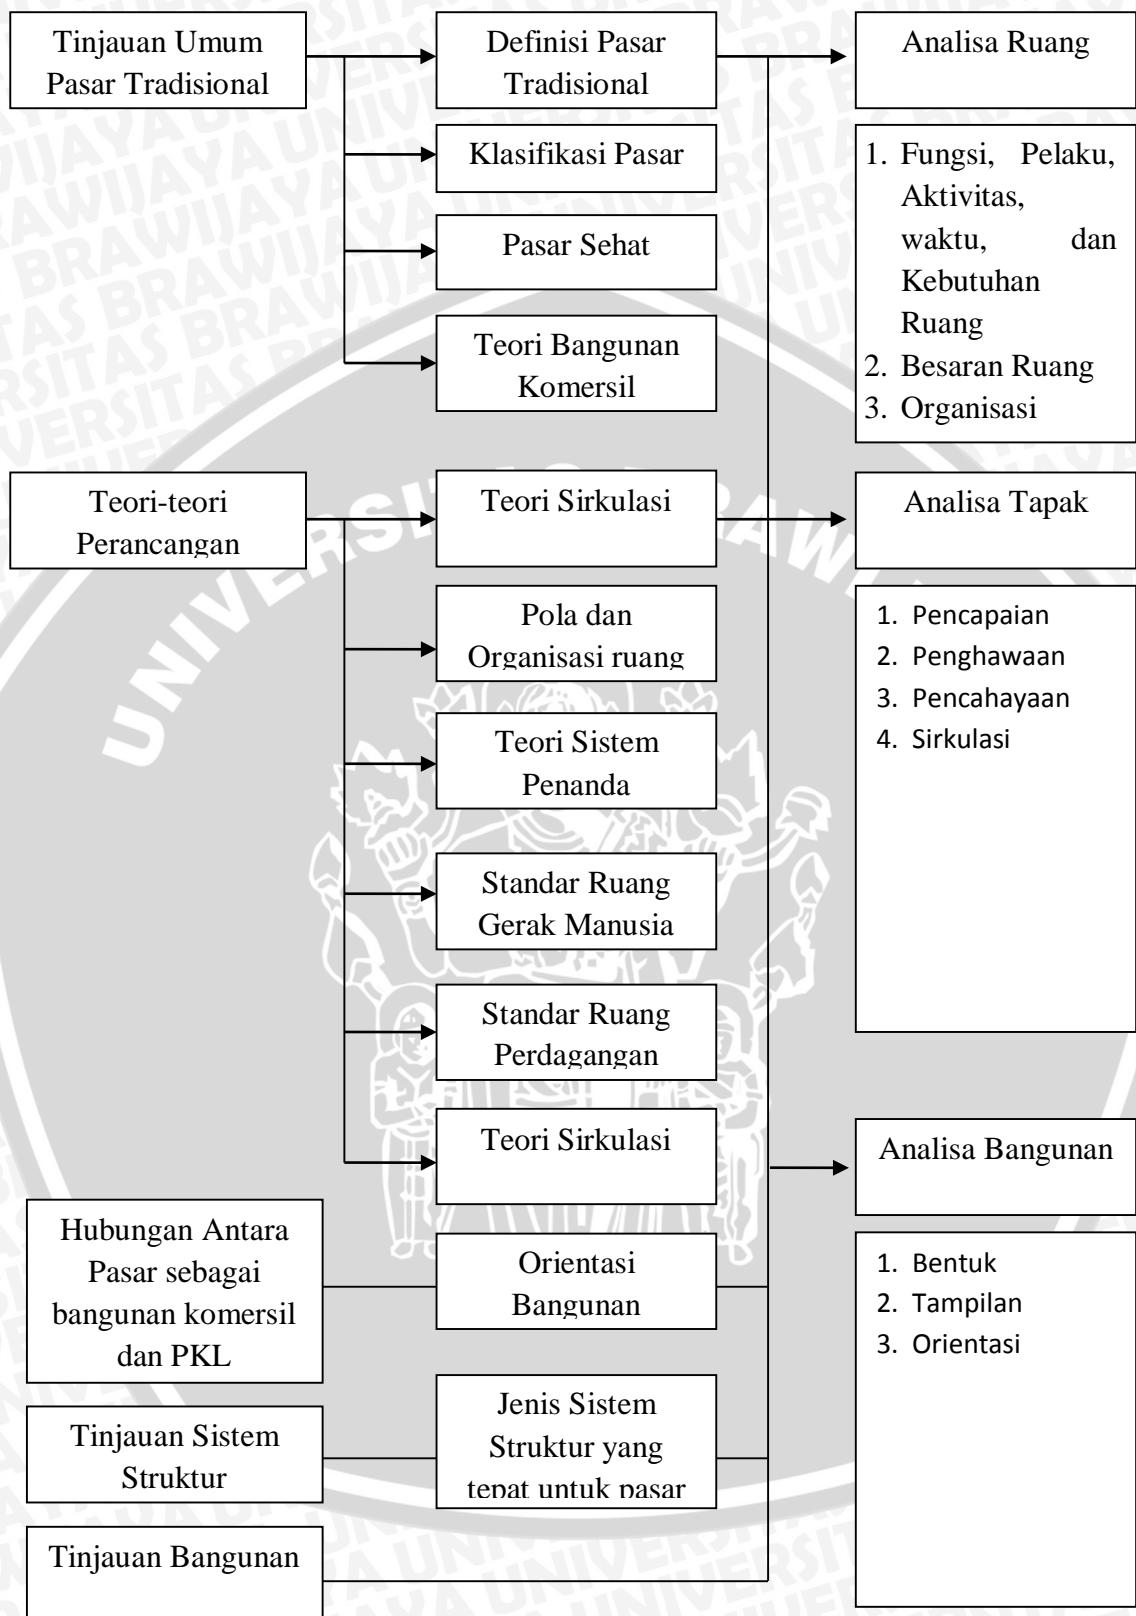 Tinjauan Umum
Pasar Tradisional
Definisi Pasar
Tradisional
Analisa Ruang
Klasifikasi Pasar
Pasar Sehat
Teori Bangunan
Komersil
1. Fungsi, Pelaku,
Aktivitas,
waktu, dan
Kebutuhan
Ruang
2. Besaran Ruang
3. Organisasi
Teori-teori
Perancangan
Teori Sirkulasi
Analisa Tapak
Pola dan
Organisasi ruang
Teori Sistem
Penanda
Standar Ruang
Gerak Manusia
Standar Ruang
Perdagangan
Teori Sirkulasi
1. Pencapaian
2. Penghawaan
3. Pencahayaan
4. Sirkulasi
Analisa Bangunan
Hubungan Antara
Pasar sebagai
bangunan komersil
dan PKL
Orientasi
Bangunan
1. Bentuk
2. Tampilan
3. Orientasi
Tinjauan Sistem
Struktur
Jenis Sistem
Struktur yang
tepat untuk pasar
Tinjauan Bangunan